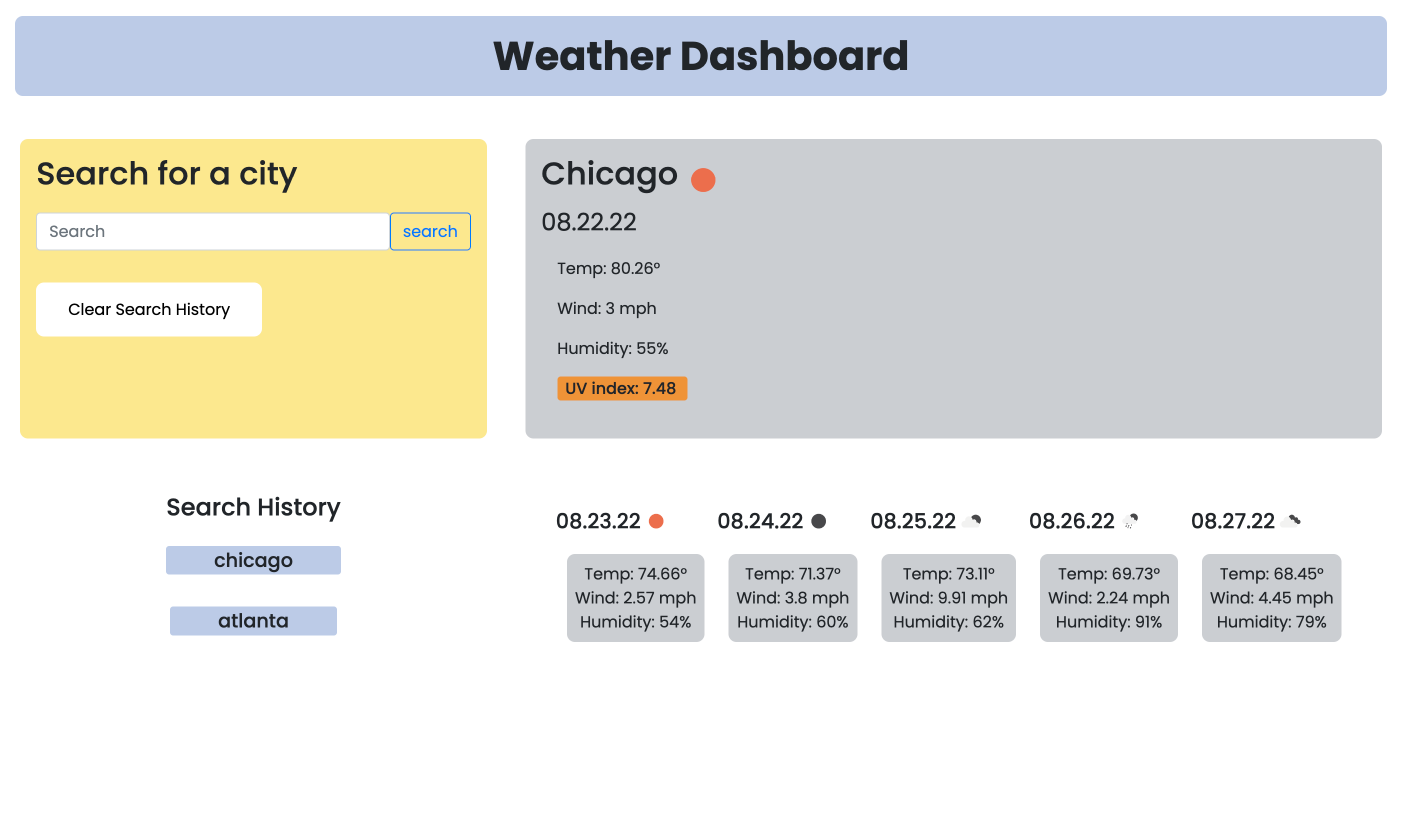 Weather Dashboard
Search for a city
Search
search
Clear Search History
Chicago
08.22.22
Temp: 80.26°
Wind: 3 mph
Humidity: 55%
UV index: 7.48
Search History
chicago
atlanta
08.23.22
Temp: 74.66°
Wind: 2.57 mph
Humidity: 54%
08.24.22
Temp: 71.37°
Wind: 3.8 mph
Humidity: 60%
08.25.22
Temp: 73.11°
Wind: 9.91 mph
Humidity: 62%
08.26.22
Temp: 69.73°
Wind: 2.24 mph
Humidity: 91%
08.27.22
Temp: 68.45°
Wind: 4.45 mph
Humidity: 79%